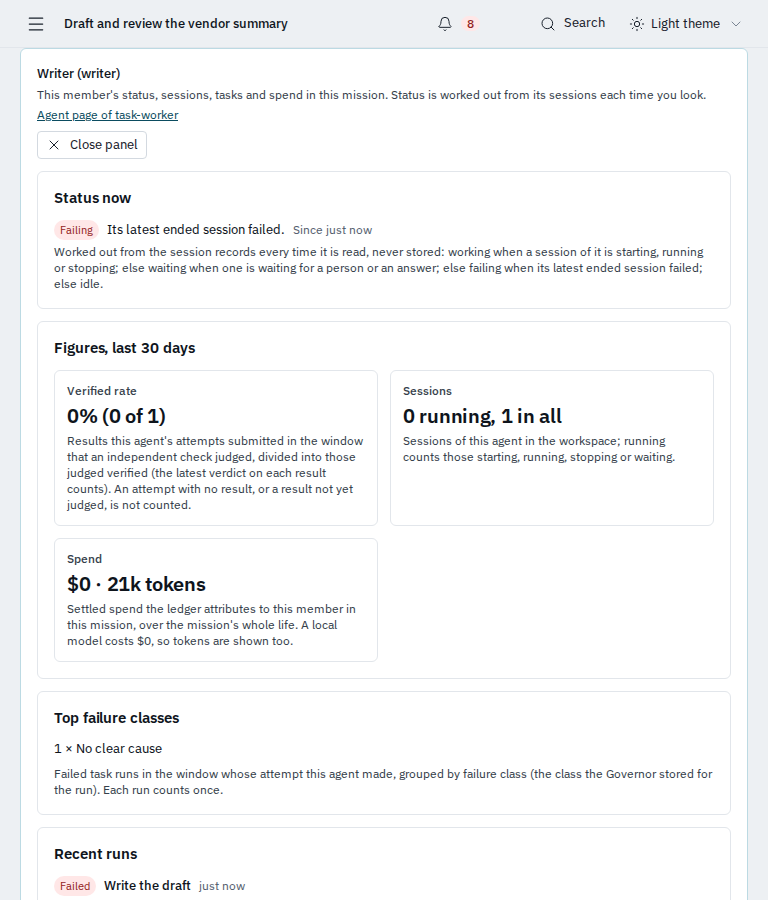 Draft and review the vendor summary
8
Search
Light theme
Writer (writer)
This member's status, sessions, tasks and spend in this mission. Status is worked out from its sessions each time you look.
Agent page of task-worker
Close panel
Status now
Failing Its latest ended session failed. Since just now
Worked out from the session records every time it is read, never stored: working when a session of it is starting, running
or stopping; else waiting when one is waiting for a person or an answer; else failing when its latest ended session failed;
else idle.
Figures, last 30 days
Verified rate
0% (0 of 1)
Results this agent's attempts submitted in the window
that an independent check judged, divided into those
judged verified (the latest verdict on each result
counts). An attempt with no result, or a result not yet
judged, is not counted.
Sessions
0 running, 1 in all
Sessions of this agent in the workspace; running
counts those starting, running, stopping or waiting.
Spend
$0 · 21k tokens
Settled spend the ledger attributes to this member in
this mission, over the mission's whole life. A local
model costs $0, so tokens are shown too.
Top failure classes
1 × No clear cause
Failed task runs in the window whose attempt this agent made, grouped by failure class (the class the Governor stored for
the run). Each run counts once.
Recent runs
Failed Write the draft just now